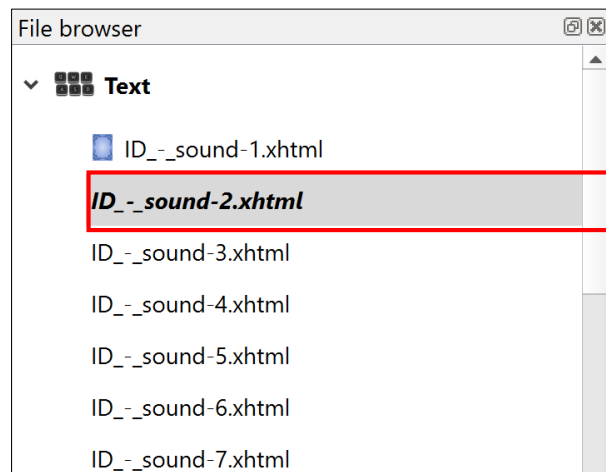 File browser
Text
ID_-_sound-1.xhtml
ID_-_sound-2.xhtml
ID_-_sound-3.xhtml
ID_-_sound-4.xhtml
ID_-_sound-5.xhtml
ID_-_sound-6.xhtml
ID_-_sound-7.xhtml